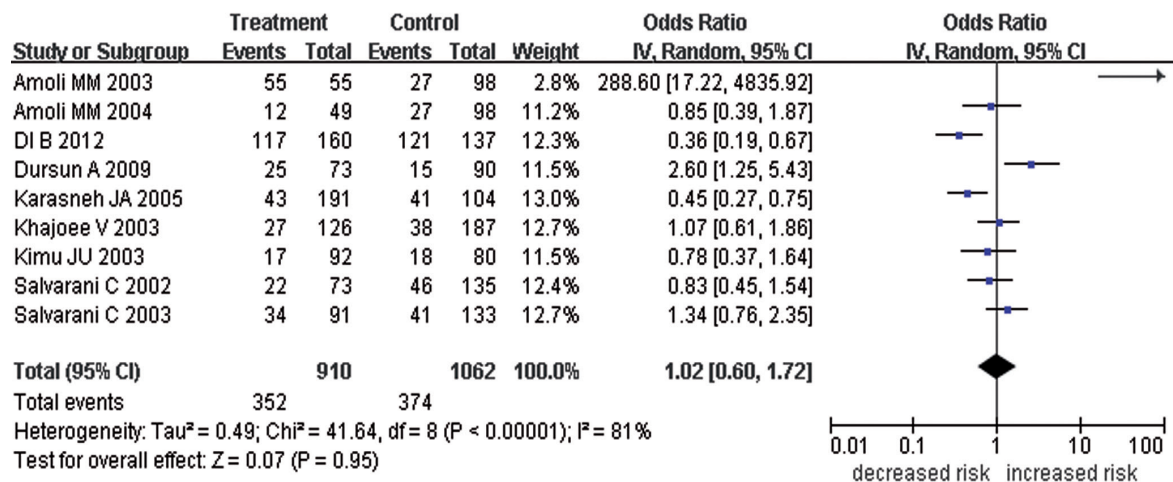 Treatment Control Odds Ratio Odds Ratio
Study or Subgroup Events Total Events Total Weight IV, Random, 95% CI IV, Random, 95% CI
Amoli MM 2003 55 55 27 98 2.8% 288.60 [17.22, 4835.92]
Amoli MM 2004 12 49 27 98 11.2% 0.85 [0.39, 1.87]
DI B 2012 117 160 121 137 12.3% 0.36 [0.19, 0.67]
Dursun A 2009 25 73 15 90 11.5% 2.60 [1.25, 5.43]
Karasneh JA 2005 43 191 41 104 13.0% 0.45 [0.27, 0.75]
Khajoee V 2003 27 126 38 187 12.7% 1.07 [0.61, 1.86]
Kimu JU 2003 17 92 18 80 11.5% 0.78 [0.37, 1.64]
Salvarani C 2002 22 73 46 135 12.4% 0.83 [0.45, 1.54]
Salvarani C 2003 34 91 41 133 12.7% 1.34 [0.76, 2.35]
Total (95% CI) 910 1062 100.0% 1.02 [0.60, 1.72]
Total events 352 374
Heterogeneity: Tau² = 0.49; Chi² = 41.64, df = 8 (P < 0.00001); I² = 81%
Test for overall effect: Z = 0.07 (P = 0.95)
0.01 0.1 1 10 100
decreased risk increased risk